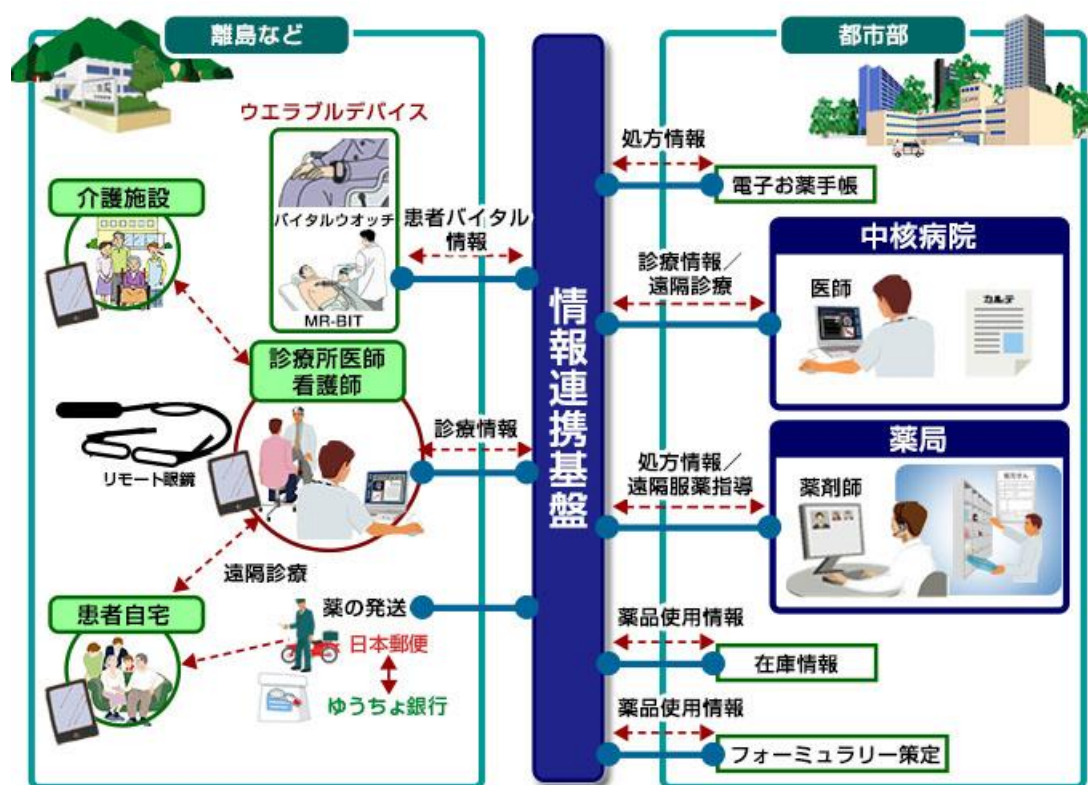 離島など
ウエラブルデバイス
バイタルウオッチ
MR-BIT
患者バイタル
情報
介護施設
診療所医師
看護師
リモート眼鏡
診療情報
遠隔診療
患者自宅
薬の発送
日本郵便
ゆうちょ銀行
情報連携基盤
都市部
処方情報
電子お薬手帳
診療情報／
遠隔診療
中核病院
医師
カルテ
処方情報／
遠隔服薬指導
薬局
薬剤師
薬品使用情報
在庫情報
薬品使用情報
フォーミュラリー策定